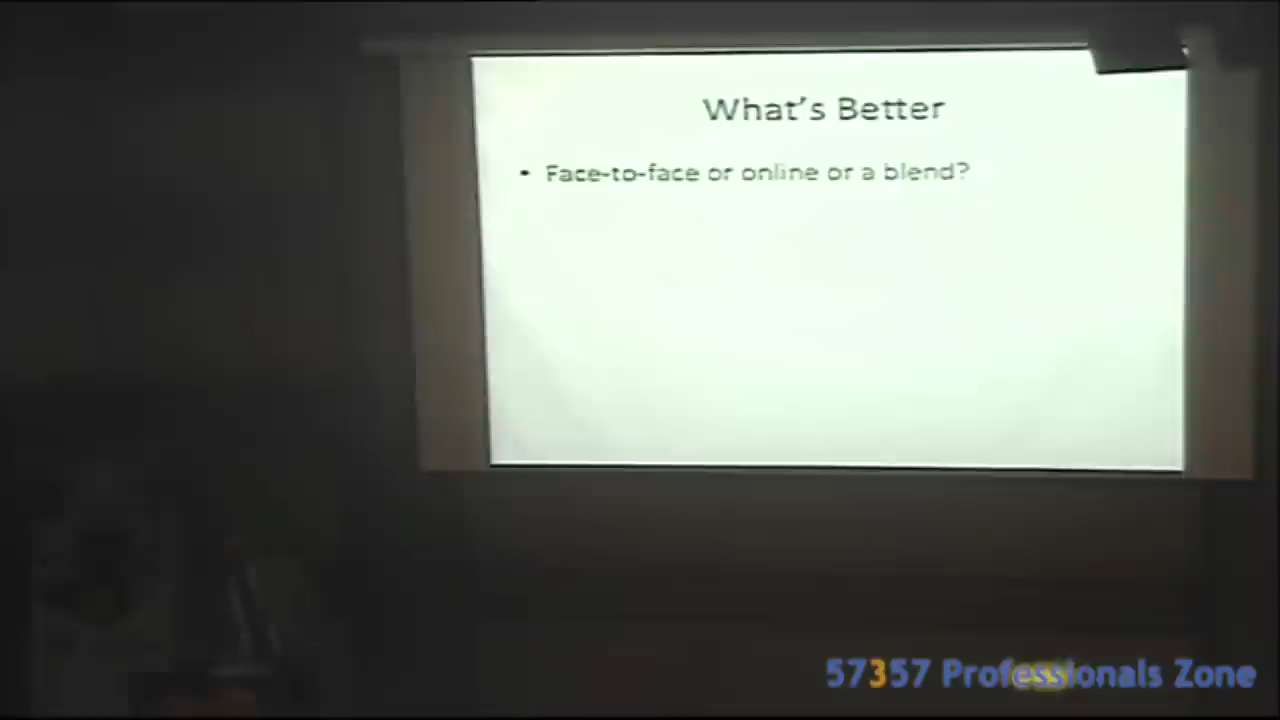 What's Better
• Face-to-face or online or a blend?
57357 Professionals Zone